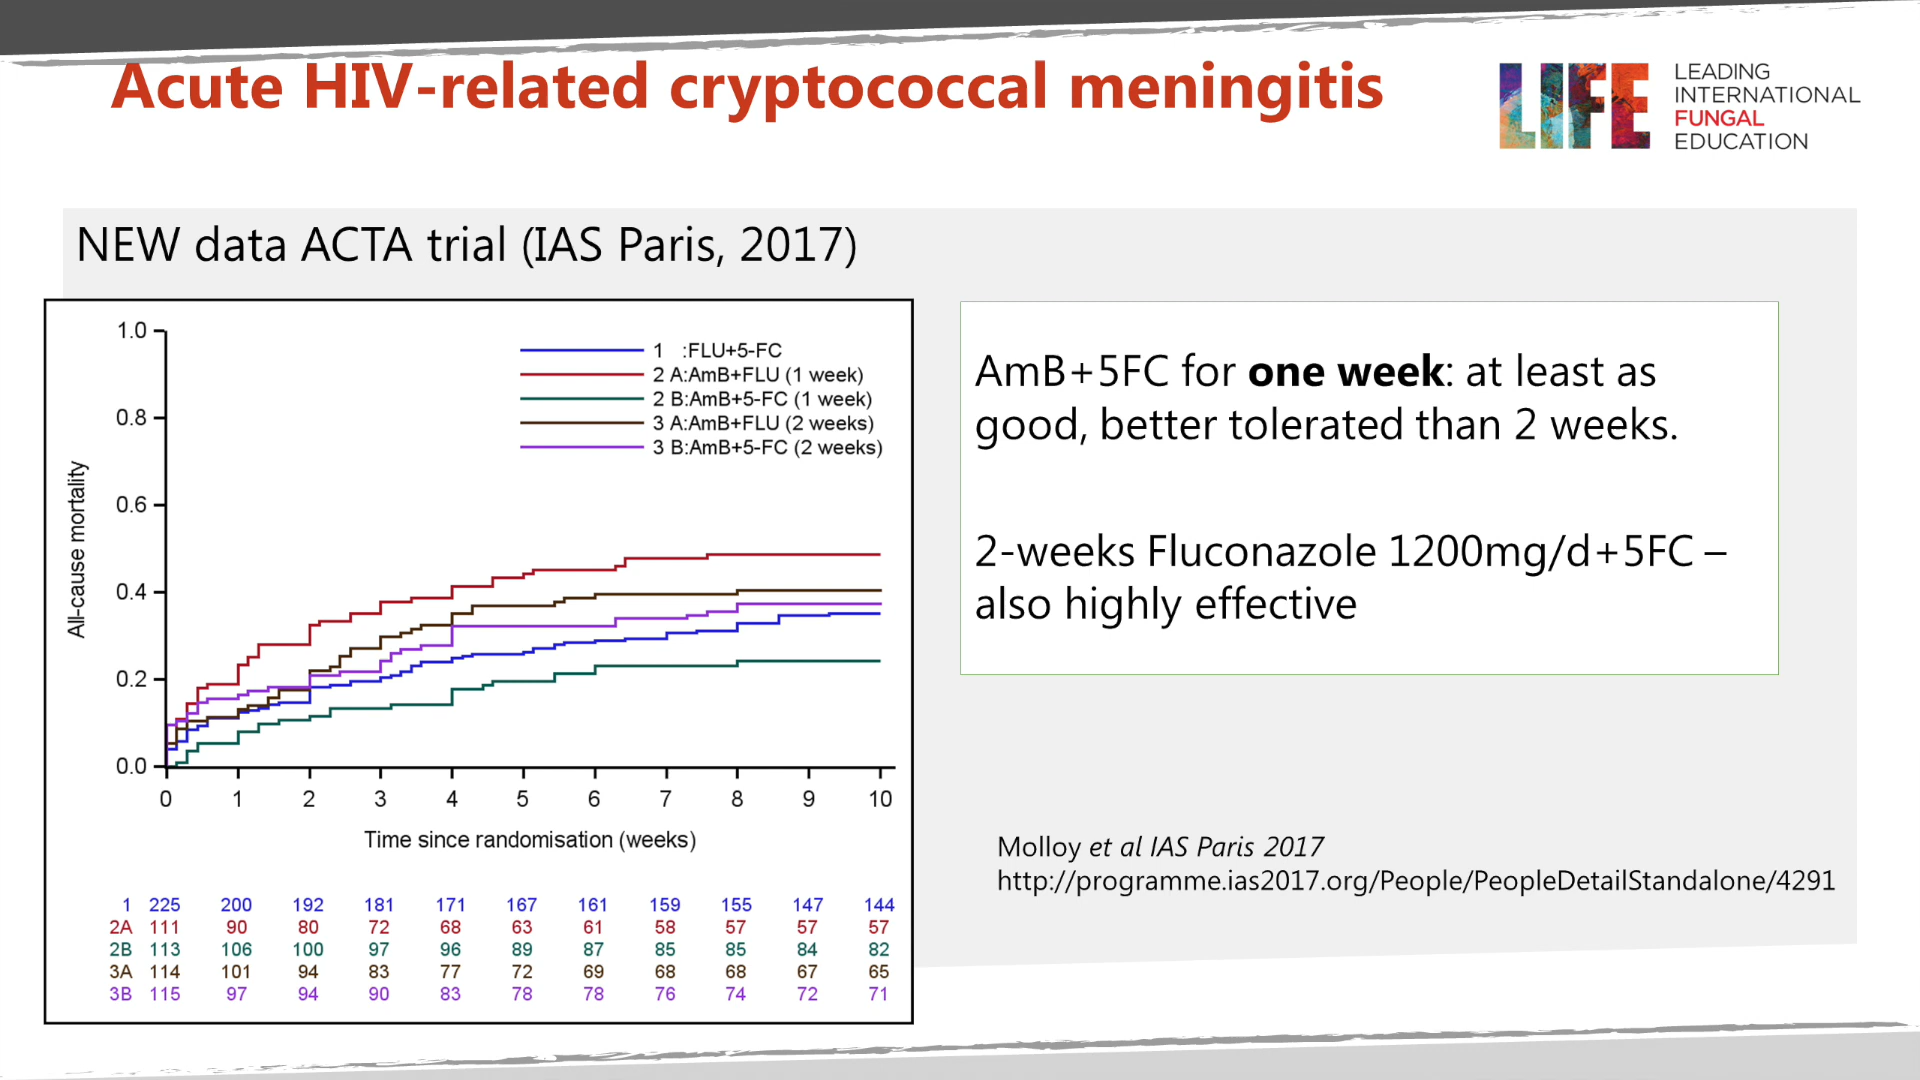 Acute HIV-related cryptococcal meningitis
LIFE
LEADING
INTERNATIONAL
FUNGAL
EDUCATION
NEW data ACTA trial (IAS Paris, 2017)
1.0
0.8
0.6
0.4
0.2
0.0
All-cause mortality
1 :FLU+5-FC
2 A:AmB+FLU (1 week)
2 B:AmB+5-FC (1 week)
3 A:AmB+FLU (2 weeks)
3 B:AmB+5-FC (2 weeks)
0 1 2 3 4 5 6 7 8 9 10
Time since randomisation (weeks)
1 225 200 192 181 171 167 161 159 155 147 144
2A 111 90 80 72 68 63 61 58 57 57 57
2B 113 106 100 97 96 89 87 85 85 84 82
3A 114 101 94 83 77 72 69 68 68 67 65
3B 115 97 94 90 83 78 78 76 74 72 71
AmB+5FC for one week: at least as
good, better tolerated than 2 weeks.
2-weeks Fluconazole 1200mg/d+5FC –
also highly effective
Molloy et al IAS Paris 2017
http://programme.ias2017.org/People/PeopleDetailStandalone/4291